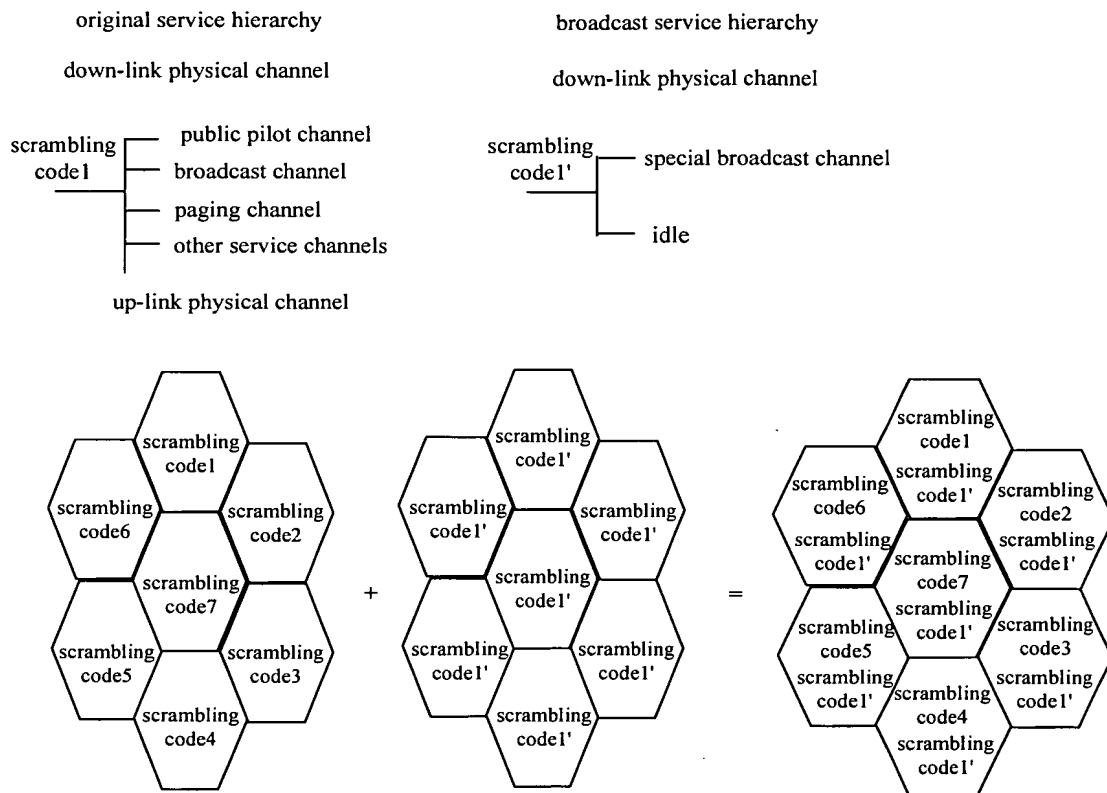 original service hierarchy
down-link physical channel
scrambling
code1
public pilot channel
broadcast channel
paging channel
other service channels
up-link physical channel
broadcast service hierarchy
down-link physical channel
scrambling
code1'
special broadcast channel
idle
scrambling
code1
scrambling
code6
scrambling
code2
scrambling
code7
scrambling
code5
scrambling
code3
scrambling
code4
+
scrambling
code1'
scrambling
code1'
scrambling
code1'
scrambling
code1'
scrambling
code1'
scrambling
code1'
scrambling
code1'
=
scrambling
code1
scrambling
code1'
scrambling
code6
scrambling
code1'
scrambling
code2
scrambling
code1'
scrambling
code7
scrambling
code1'
scrambling
code5
scrambling
code1'
scrambling
code3
scrambling
code1'
scrambling
code4
scrambling
code1'